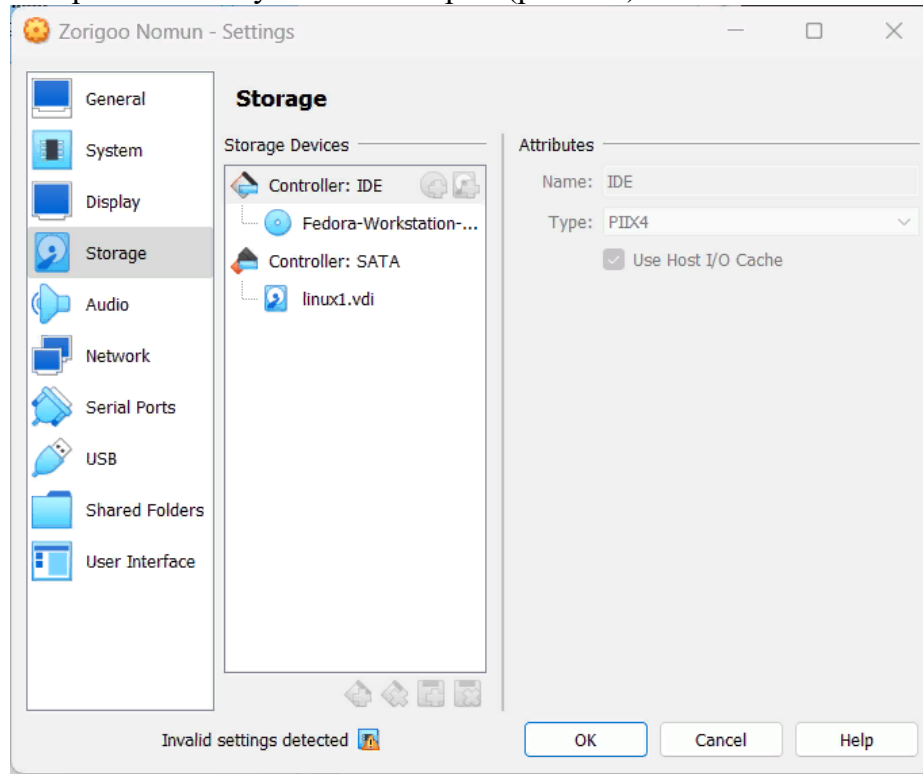 Zorigoo Nomun - Settings
General
System
Display
Storage
Audio
Network
Serial Ports
USB
Shared Folders
User Interface
Storage
Storage Devices
Controller: IDE
Fedora-Workstation-...
Controller: SATA
linux1.vdi
Attributes
Name: IDE
Type: PIIX4
Use Host I/O Cache
Invalid settings detected
OK
Cancel
Help